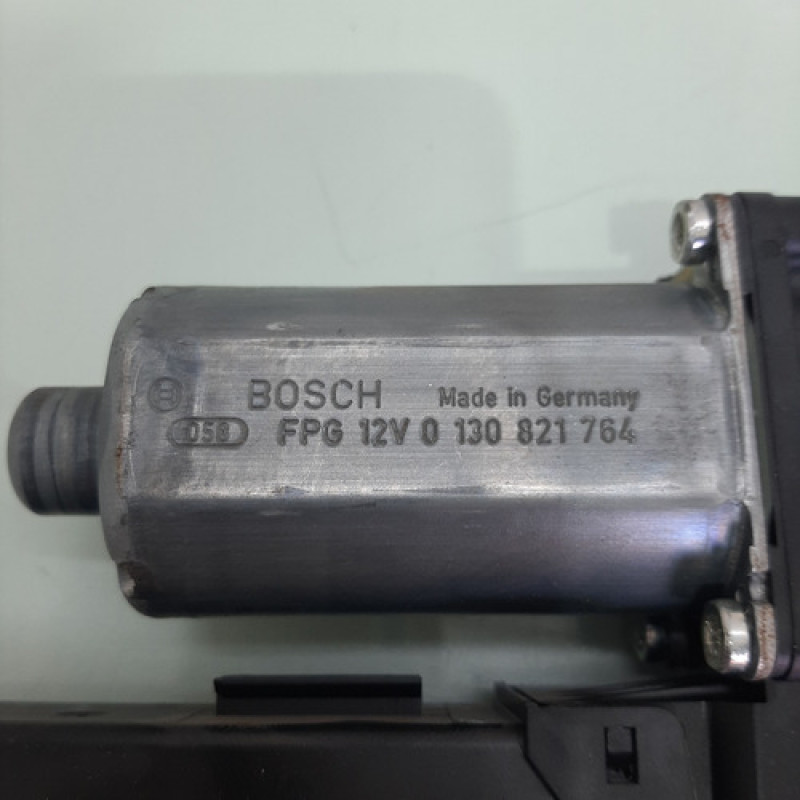 BOSCH Made in Germany
058 FPG 12V 0 130 821 764